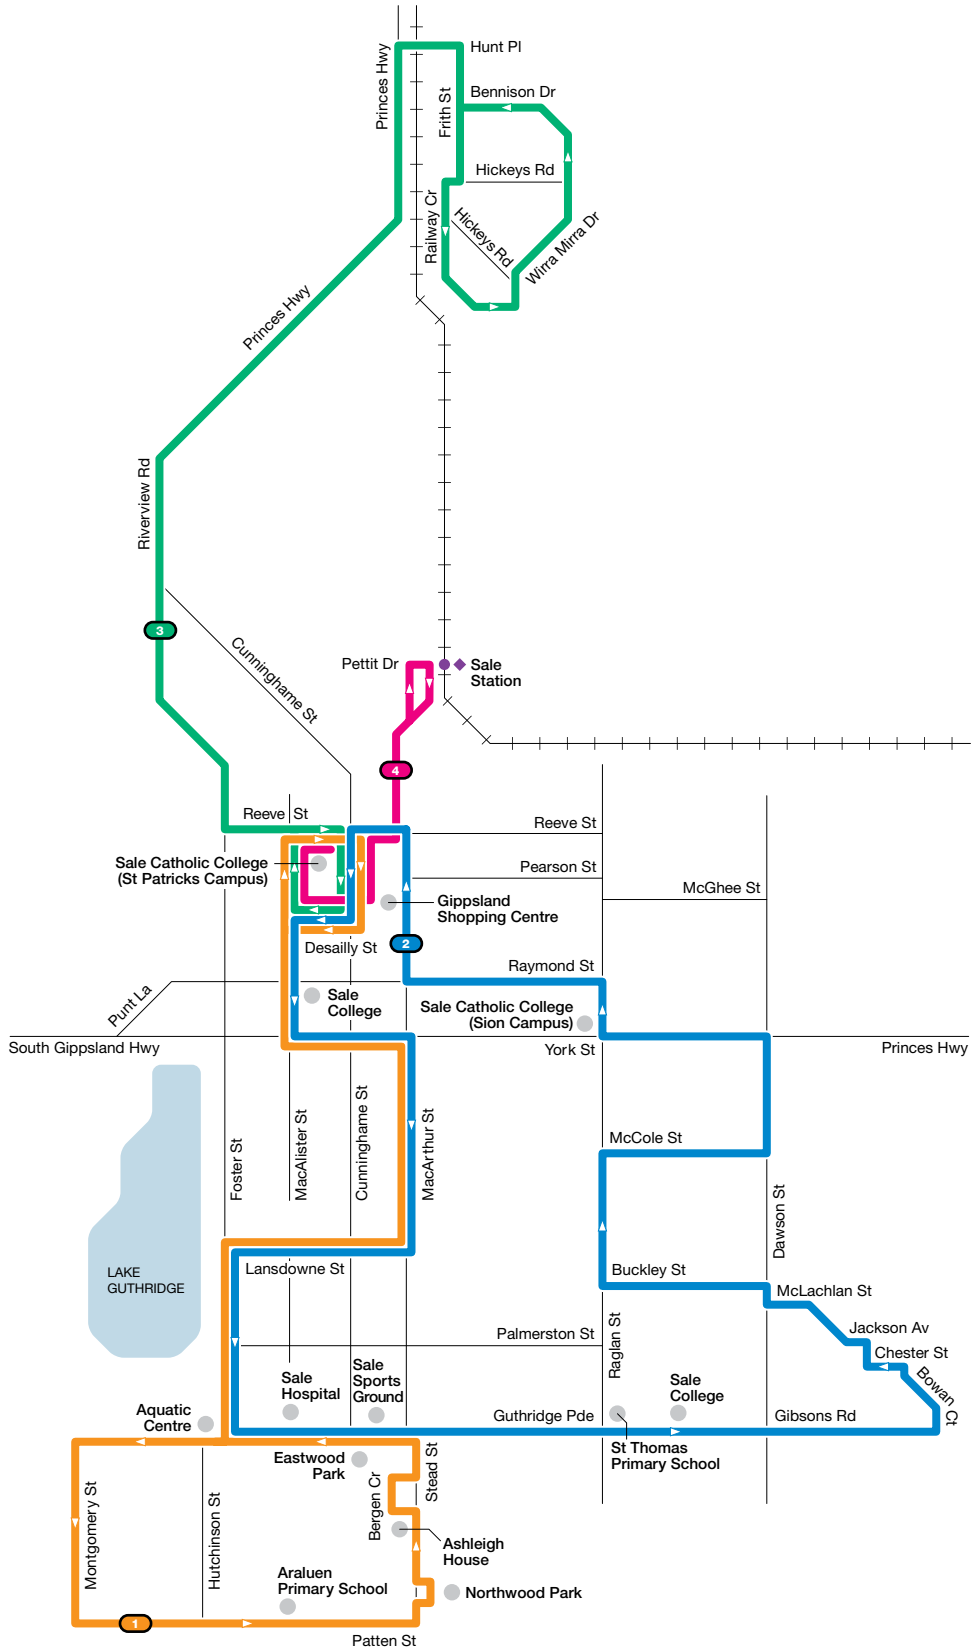 Hunt Pl
Princes Hwy
Frith St
Bennison Dr
Hickeys Rd
Railway Cr
Hickeys Rd
Wirra Mirra Dr
Princes Hwy
Riverview Rd
3
Cunninghame St
Pettit Dr
Sale
Station
4
Reeve St
Reeve St
Sale Catholic College
(St Patricks Campus)
Pearson St
McGhee St
Gippsland
Shopping Centre
Desailly St
2
Raymond St
Punt La
Sale
College
Sale Catholic College
(Sion Campus)
South Gippsland Hwy
York St
Princes Hwy
Foster St
MacAlister St
Cunninghame St
MacArthur St
McCole St
Dawson St
LAKE
GUTHRIDGE
Lansdowne St
Buckley St
McLachlan St
Palmerston St
Raglan St
Jackson Av
Chester St
Bowan Ct
Sale
Hospital
Sale
Sports
Ground
Sale
College
Aquatic
Centre
Guthridge Pde
Gibsons Rd
St Thomas
Primary School
Eastwood
Park
Stead St
Bergen Cr
Montgomery St
Hutchinson St
Ashleigh
House
Araluen
Primary School
Northwood Park
1
Patten St